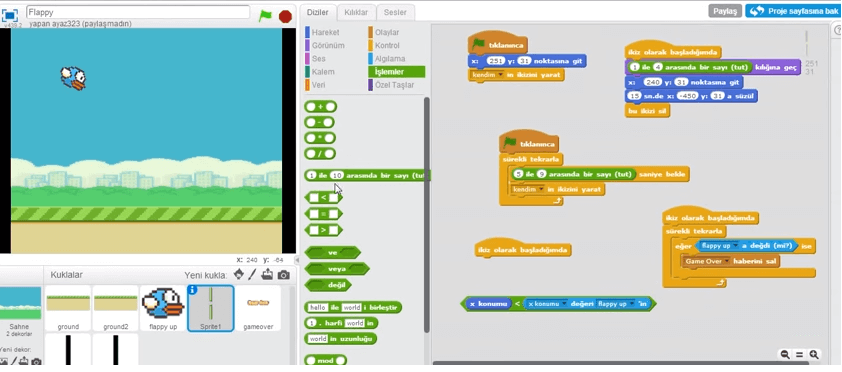 Flappy
v439.2 yapan ayaz323 (paylaşmadın)
Diziler Kılıklar Sesler
Paylaş Proje sayfasına bak
Hareket Olaylar
Görünüm Kontrol
Ses Algılama
Kalem İşlemler
Veri Özel Taşlar
+
-
*
/
1 ile 10 arasında bir sayı (tut
<
=
>
ve
veya
değil
hello ile world i birleştir
1 . harfi world in
world in uzunluğu
mod
tıklanınca
x: 251 y: 31 noktasına git
kendim in ikizini yarat
ikiz olarak başladığımda
1 ile 4 arasında bir sayı (tut) kılığına geç
x: 240 y: 31 noktasına git
15 sn.de x: -450 y: 31 a süzül
bu ikizi sil
251
31
tıklanınca
sürekli tekrarla
5 ile 9 arasında bir sayı (tut) saniye bekle
kendim in ikizini yarat
ikiz olarak başladığımda
ikiz olarak başladığımda
sürekli tekrarla
eğer flappy up a değdi (mi?) ise
Game Over haberini sal
x konumu < x konumu değeri flappy up 'in
x: 240 y: -64
Kuklalar Yeni kukla:
Sahne
2 dekorlar
Yeni dekor:
ground ground2 flappy up Sprite1 gameover